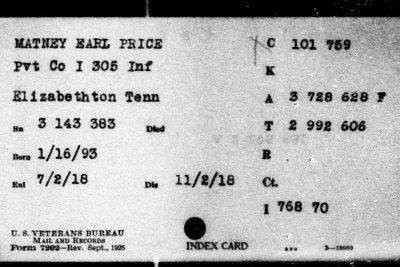 MATNEY EARL PRICE
Pvt Co I 305 Inf
Elizabethton Tenn
Sn 3 143 383 Died
Born 1/16/93
Enl 7/2/18 Dis 11/2/18
C 101 759
K
A 3 728 628 F
T 2 992 606
R
Ct.
I 768 70
U. S. VETERANS BUREAU
MAIL AND RECORDS
Form 7202—Rev. Sept., 1926
INDEX CARD